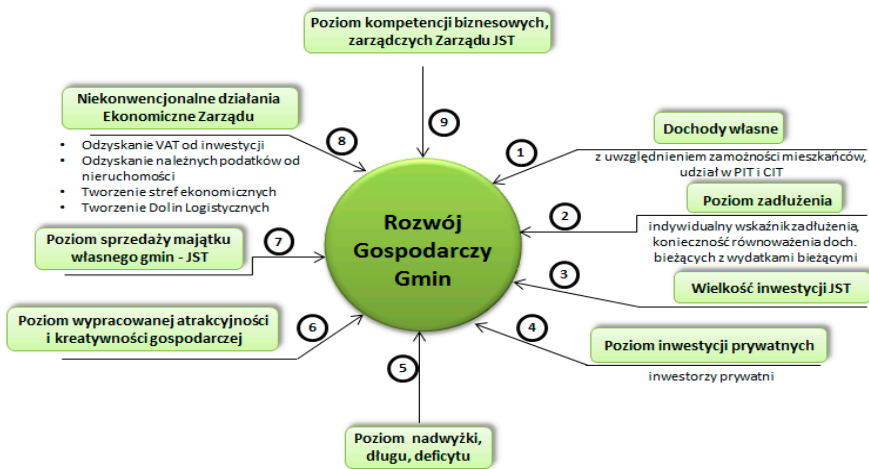 Poziom kompetencji biznesowych,
zarządczych Zarządu JST
9
Niekonwencjonalne działania
Ekonomiczne Zarządu
8
• Odzyskanie VAT od inwestycji
• Odzyskanie należnych podatków od
nieruchomości
• Tworzenie stref ekonomicznych
• Tworzenie Dolin Logistycznych
1
Dochody własne
z uwzględnieniem zamożności mieszkańców,
udział w PIT i CIT
2
Poziom zadłużenia
indywidualny wskaźnik zadłużenia,
konieczność równoważenia doch.
bieżących z wydatkami bieżącymi
Rozwój
Gospodarczy
Gmin
7
Poziom sprzedaży majątku
własnego gmin - JST
3
Wielkość inwestycji JST
6
Poziom wypracowanej atrakcyjności
i kreatywności gospodarczej
4
Poziom inwestycji prywatnych
inwestorzy prywatni
5
Poziom nadwyżki,
długu, deficytu